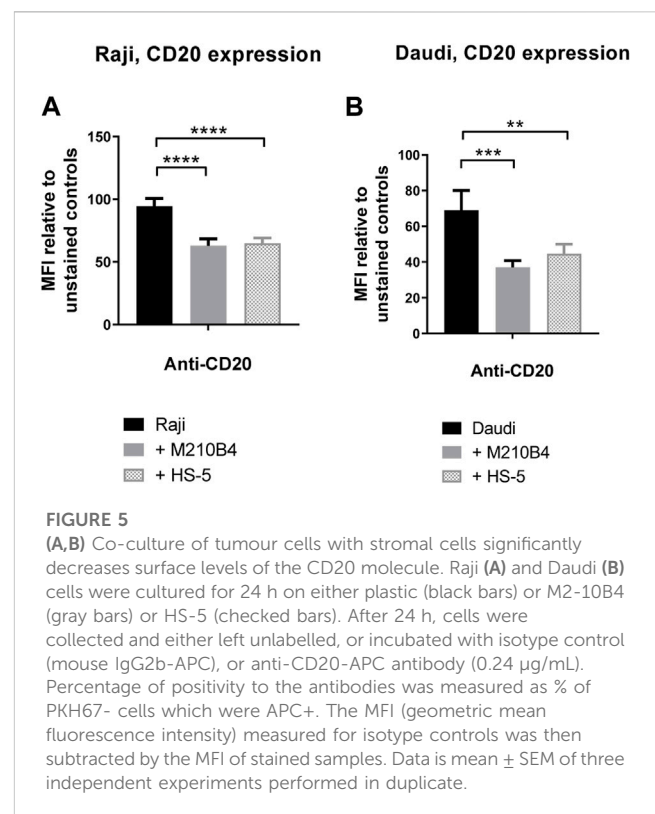 Raji, CD20 expression
A
****
****
150
100
50
0
MFI relative to
unstained controls
Anti-CD20
Raji
+ M210B4
+ HS-5
Daudi, CD20 expression
B
**
***
100
80
60
40
20
0
MFI relative to
unstained controls
Anti-CD20
Daudi
+ M210B4
+ HS-5
FIGURE 5
(A,B) Co-culture of tumour cells with stromal cells significantly
decreases surface levels of the CD20 molecule. Raji (A) and Daudi (B)
cells were cultured for 24 h on either plastic (black bars) or M2-10B4
(gray bars) or HS-5 (checked bars). After 24 h, cells were
collected and either left unlabelled, or incubated with isotype control
(mouse IgG2b-APC), or anti-CD20-APC antibody (0.24 μg/mL).
Percentage of positivity to the antibodies was measured as % of
PKH67- cells which were APC+. The MFI (geometric mean
fluorescence intensity) measured for isotype controls was then
subtracted by the MFI of stained samples. Data is mean ± SEM of three
independent experiments performed in duplicate.